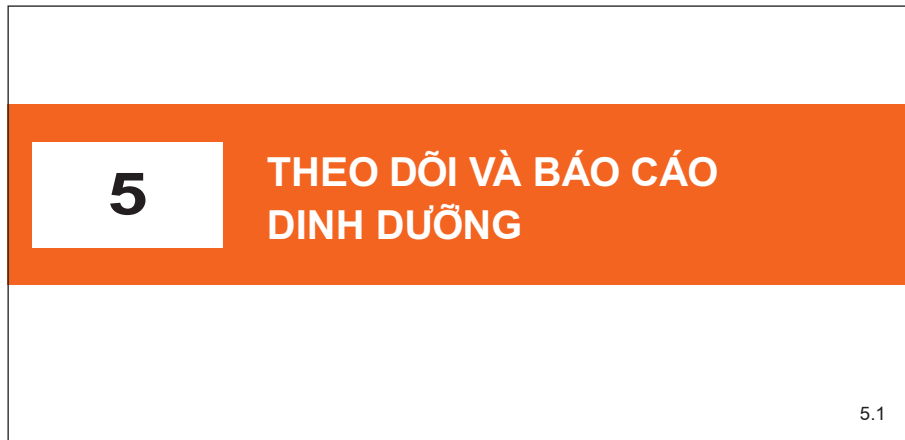 5
THEO DÕI VÀ BÁO CÁO
DINH DƯỠNG
5.1